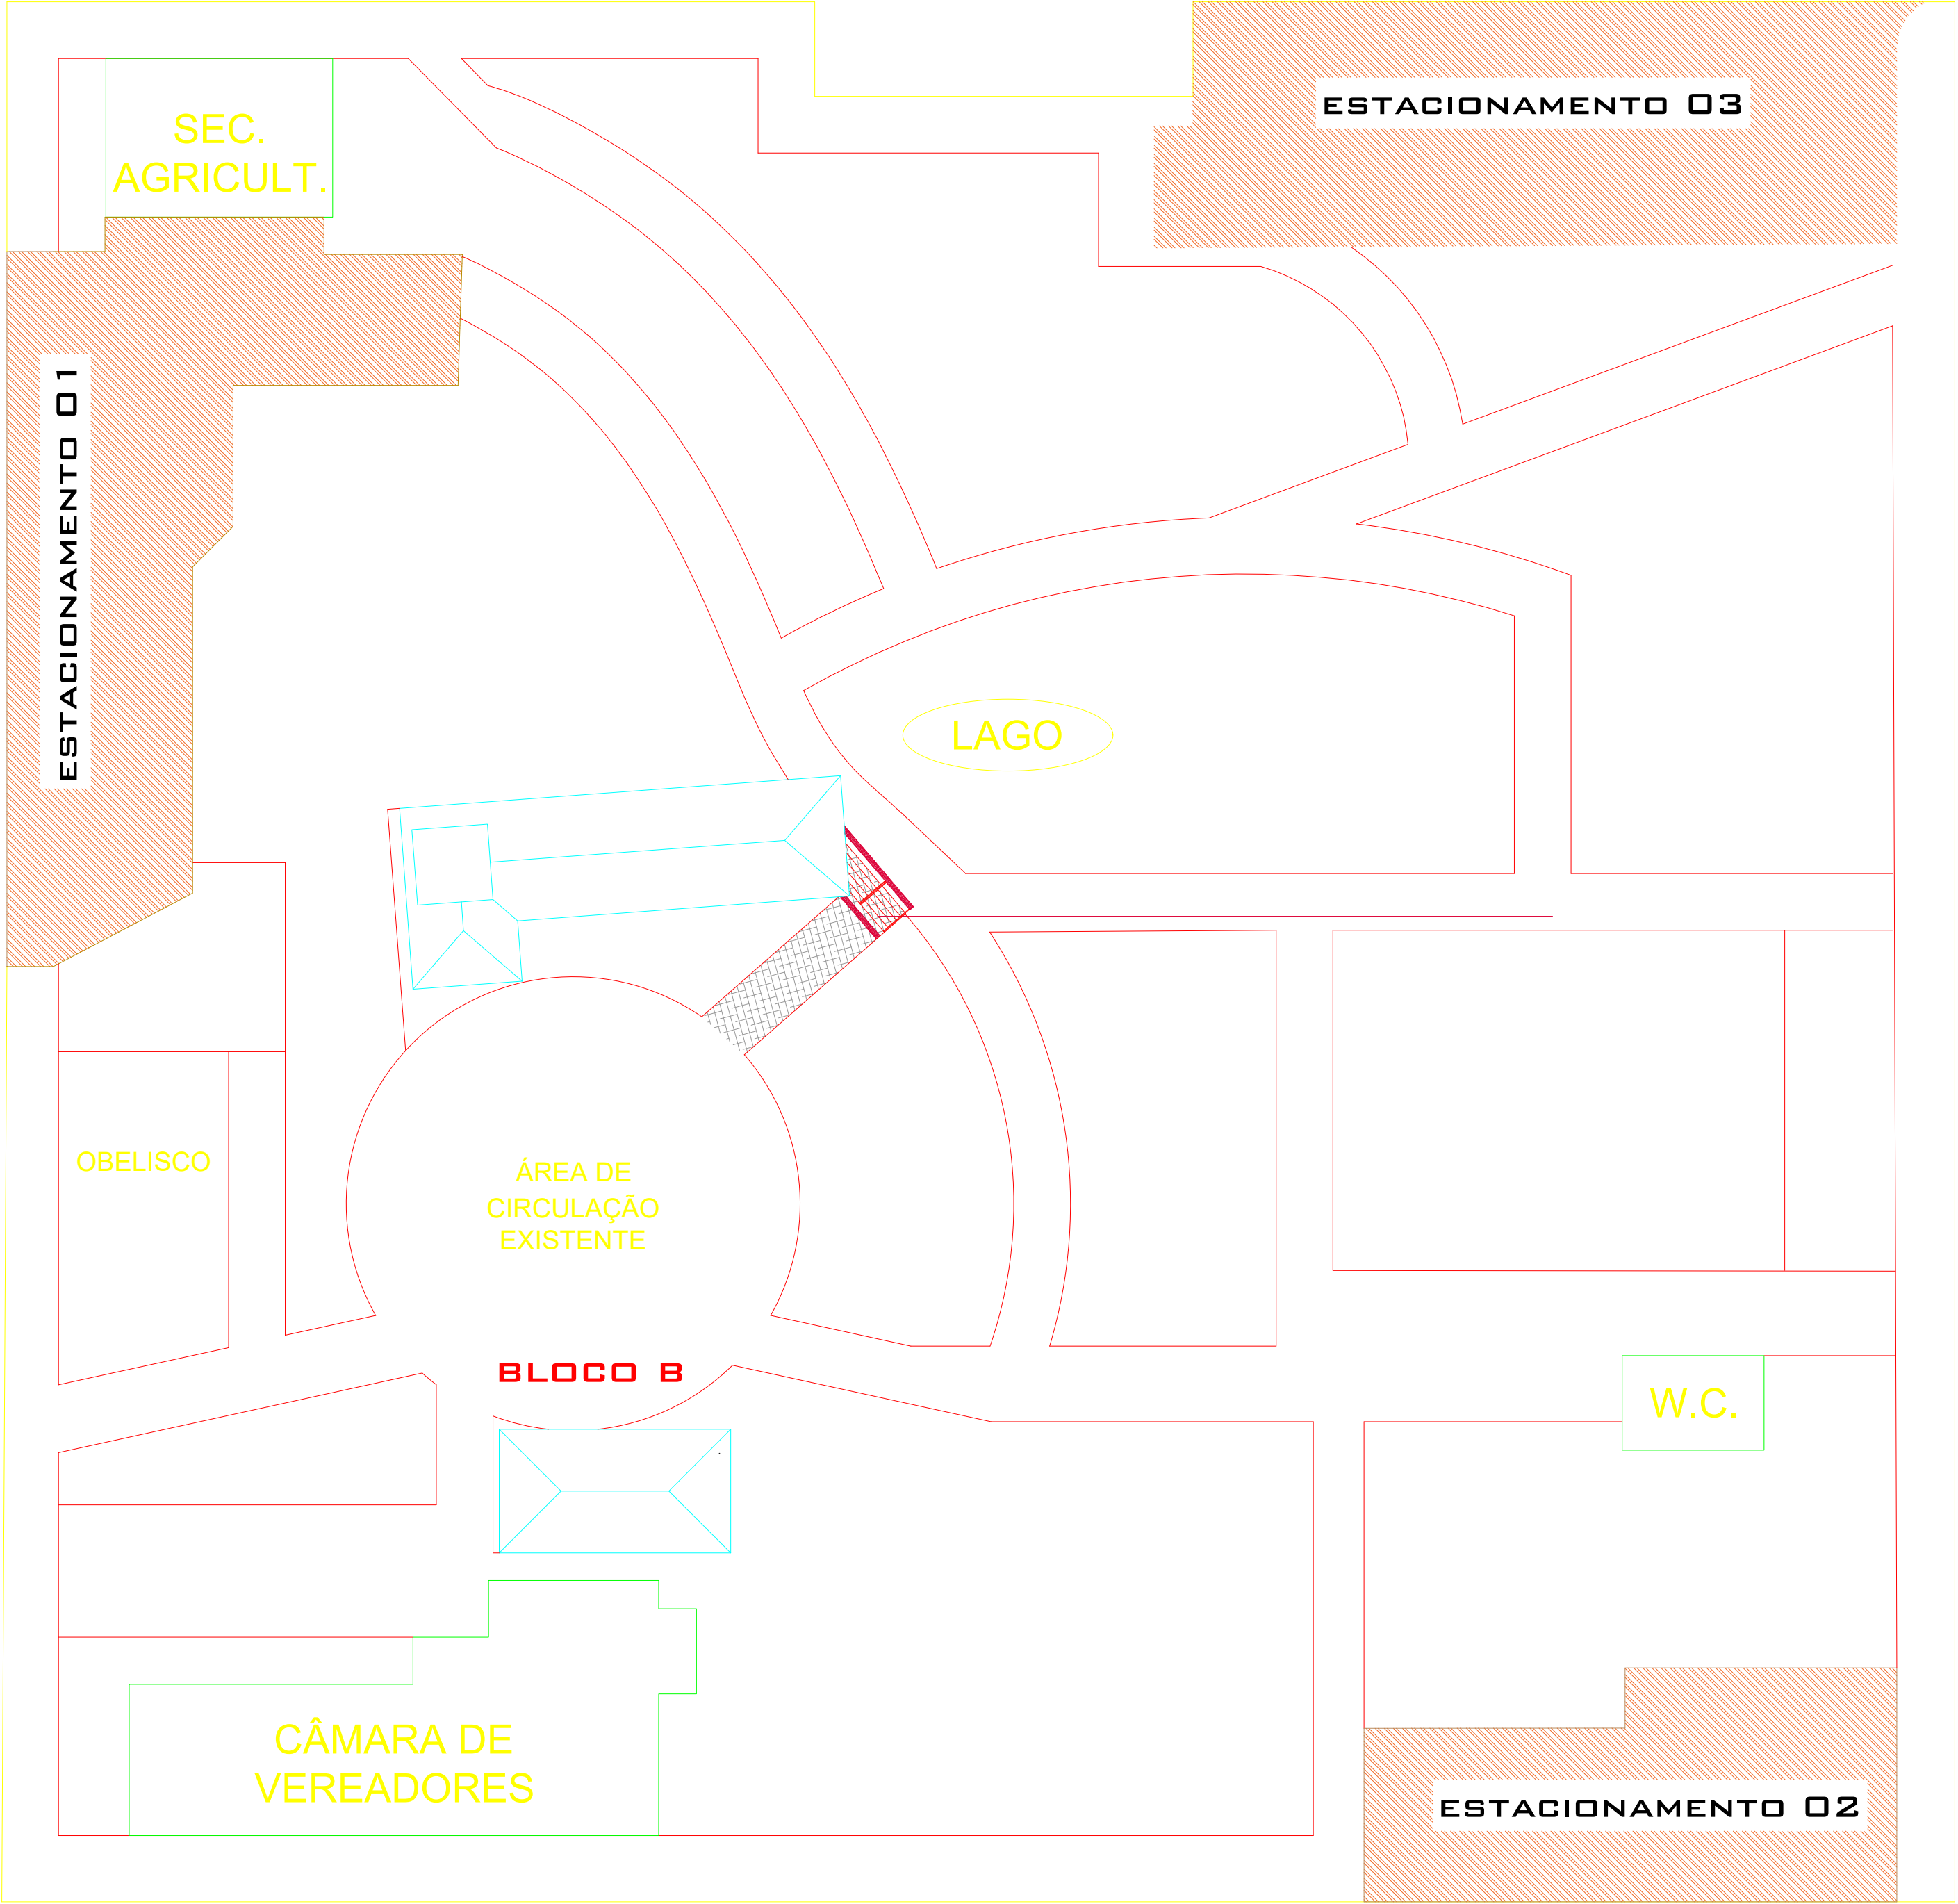 SEC.
AGRICULT.
ESTACIONAMENTO 03
ESTACIONAMENTO 01
LAGO
OBELISCO
ÁREA DE
CIRCULAÇÃO
EXISTENTE
BLOCO B
W.C.
CÂMARA DE
VEREADORES
ESTACIONAMENTO 02